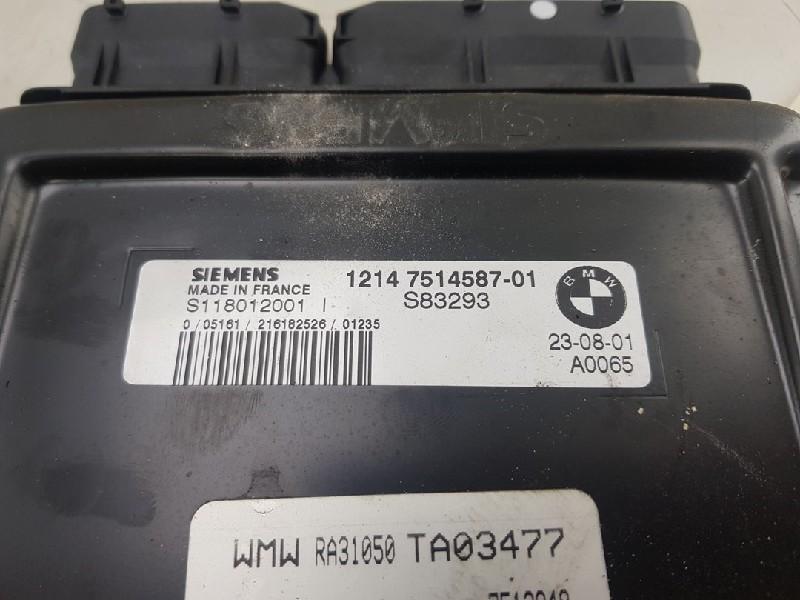 SIEMENS
SIEMENS 1214 7514587-01
MADE IN FRANCE
S118012001 I S83293
BMW
0 / 05161 / 216182526 / 01235
23-08-01
A0065
WMW RA31050 TA03477